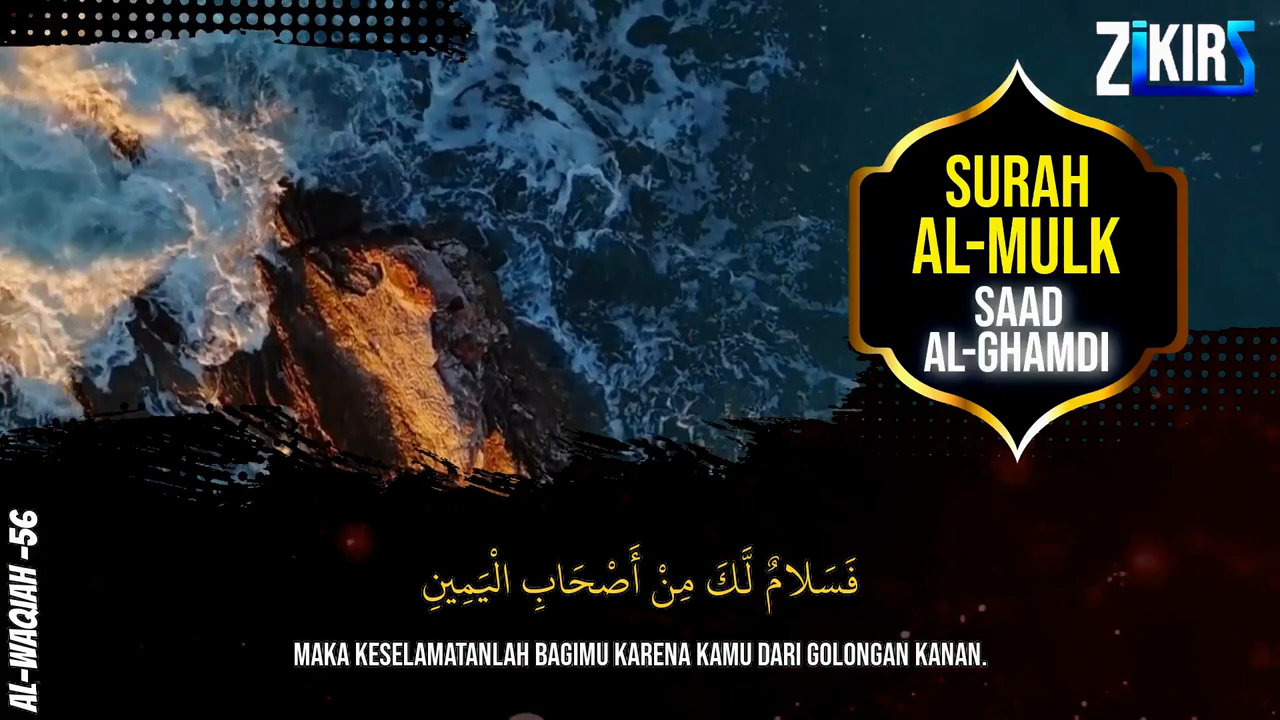 ZiKIRS
SURAH
AL-MULK
SAAD
AL-GHAMDI
AL-WAQIAH -56
فَسَلامٌ لَّكَ مِنْ أَصْحَابِ الْيَمِينِ
MAKA KESELAMATANLAH BAGIMU KARENA KAMU DARI GOLONGAN KANAN.